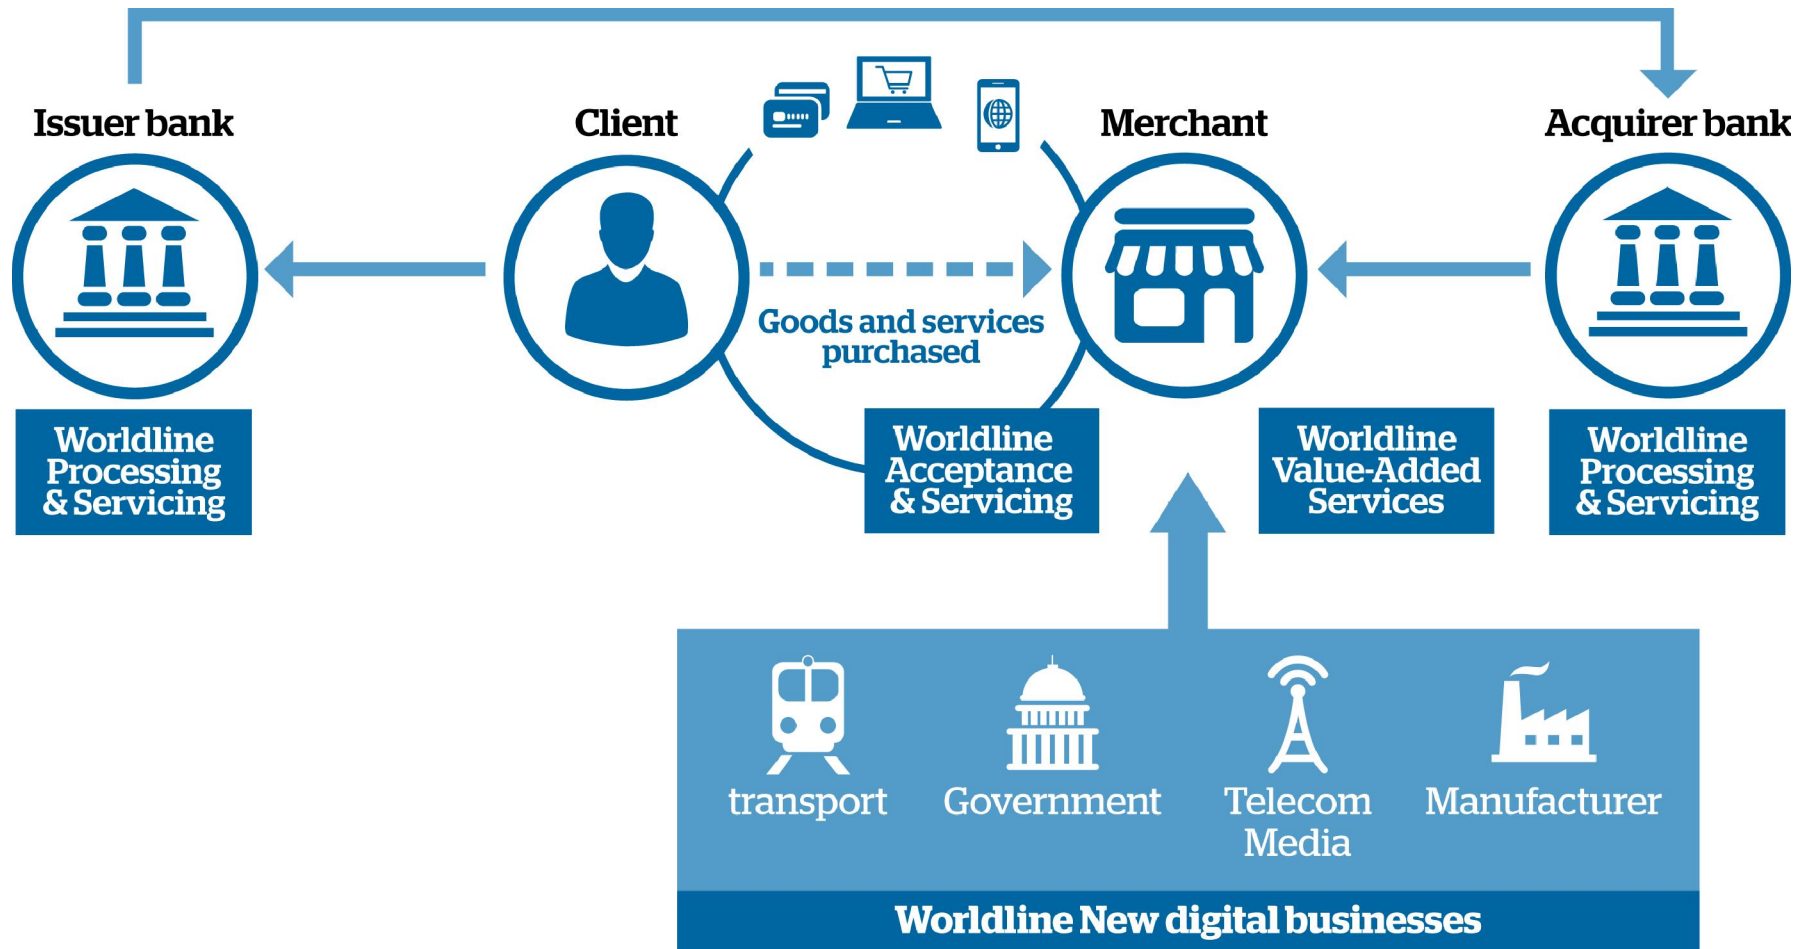 Issuer bank
Client
Merchant
Acquirer bank
Goods and services
purchased
Worldline
Processing
& Servicing
Worldline
Acceptance
& Servicing
Worldline
Value-Added
Services
Worldline
Processing
& Servicing
transport
Government
Telecom
Media
Manufacturer
Worldline New digital businesses